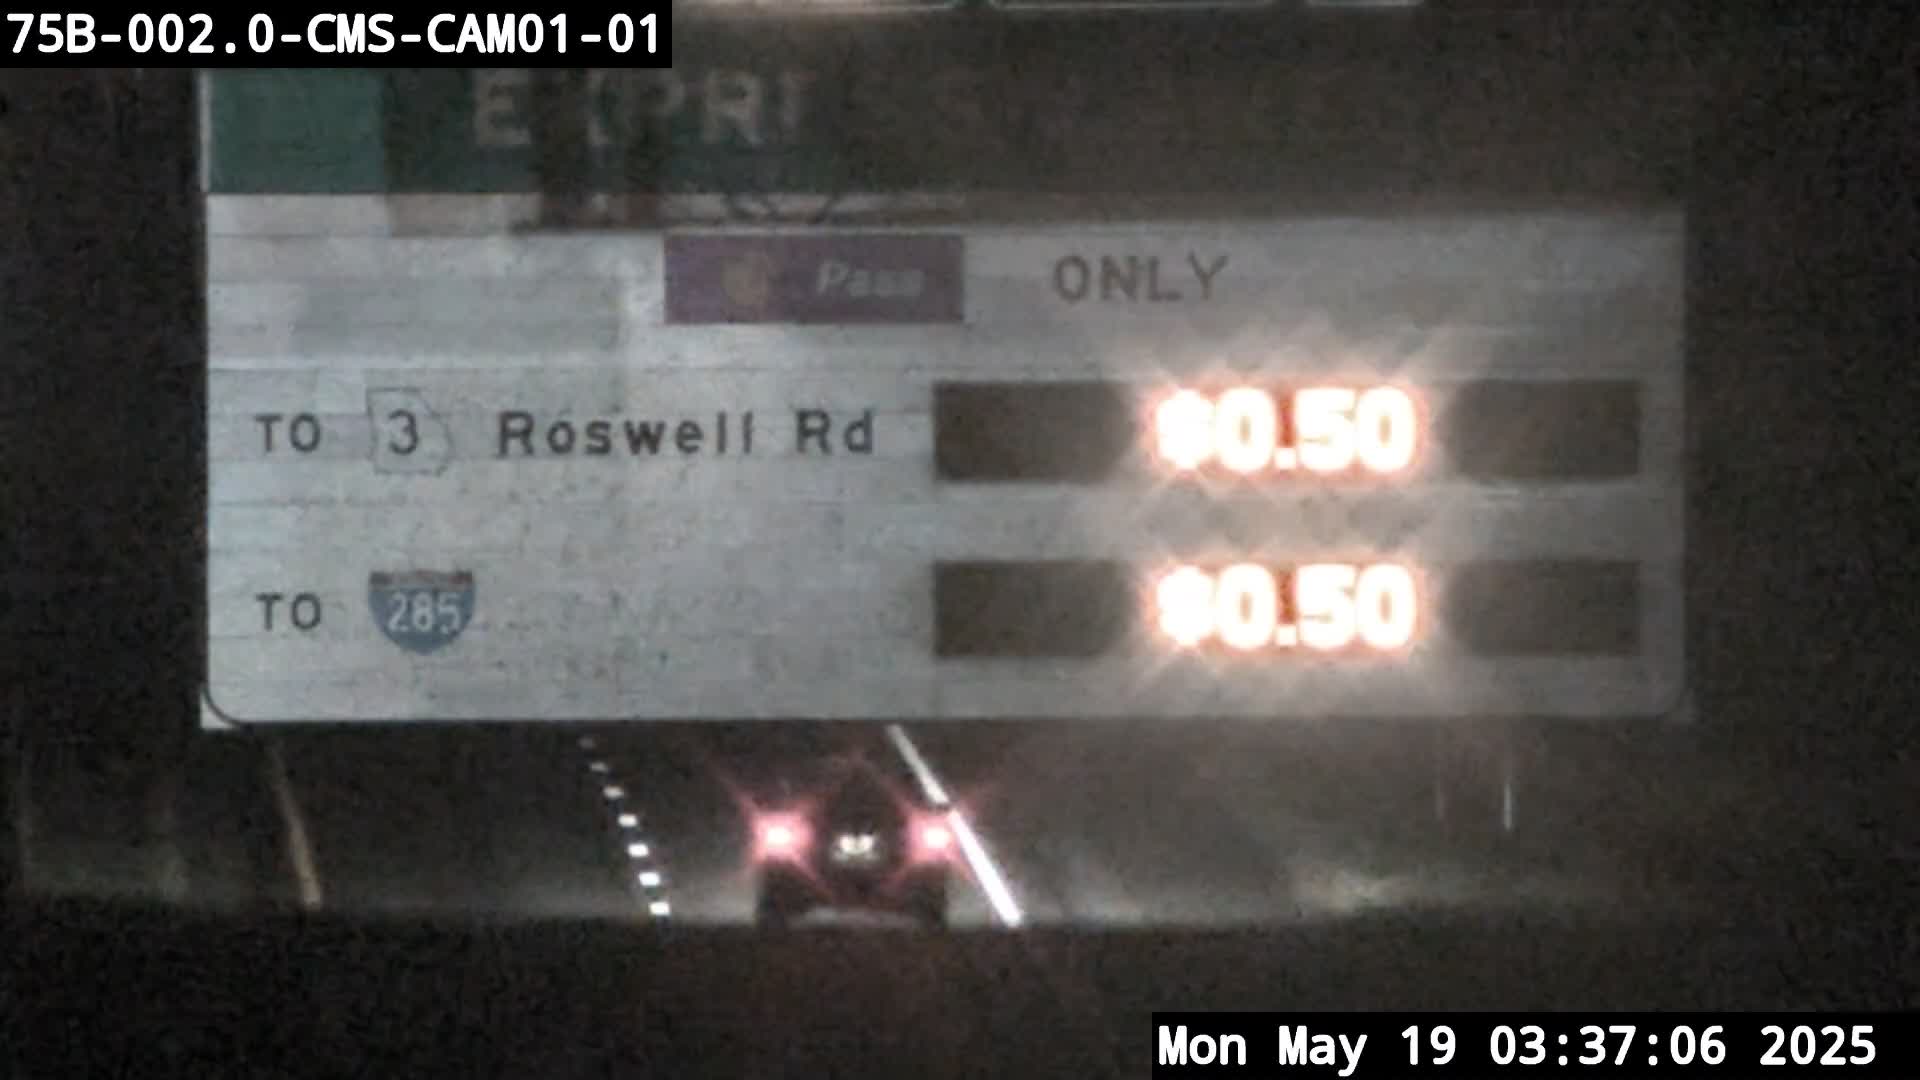 75B-002.0-CMS-CAM01-01
EXPR
Pass ONLY
TO 3 Roswell Rd $0.50
TO 285 $0.50
Mon May 19 03:37:06 2025